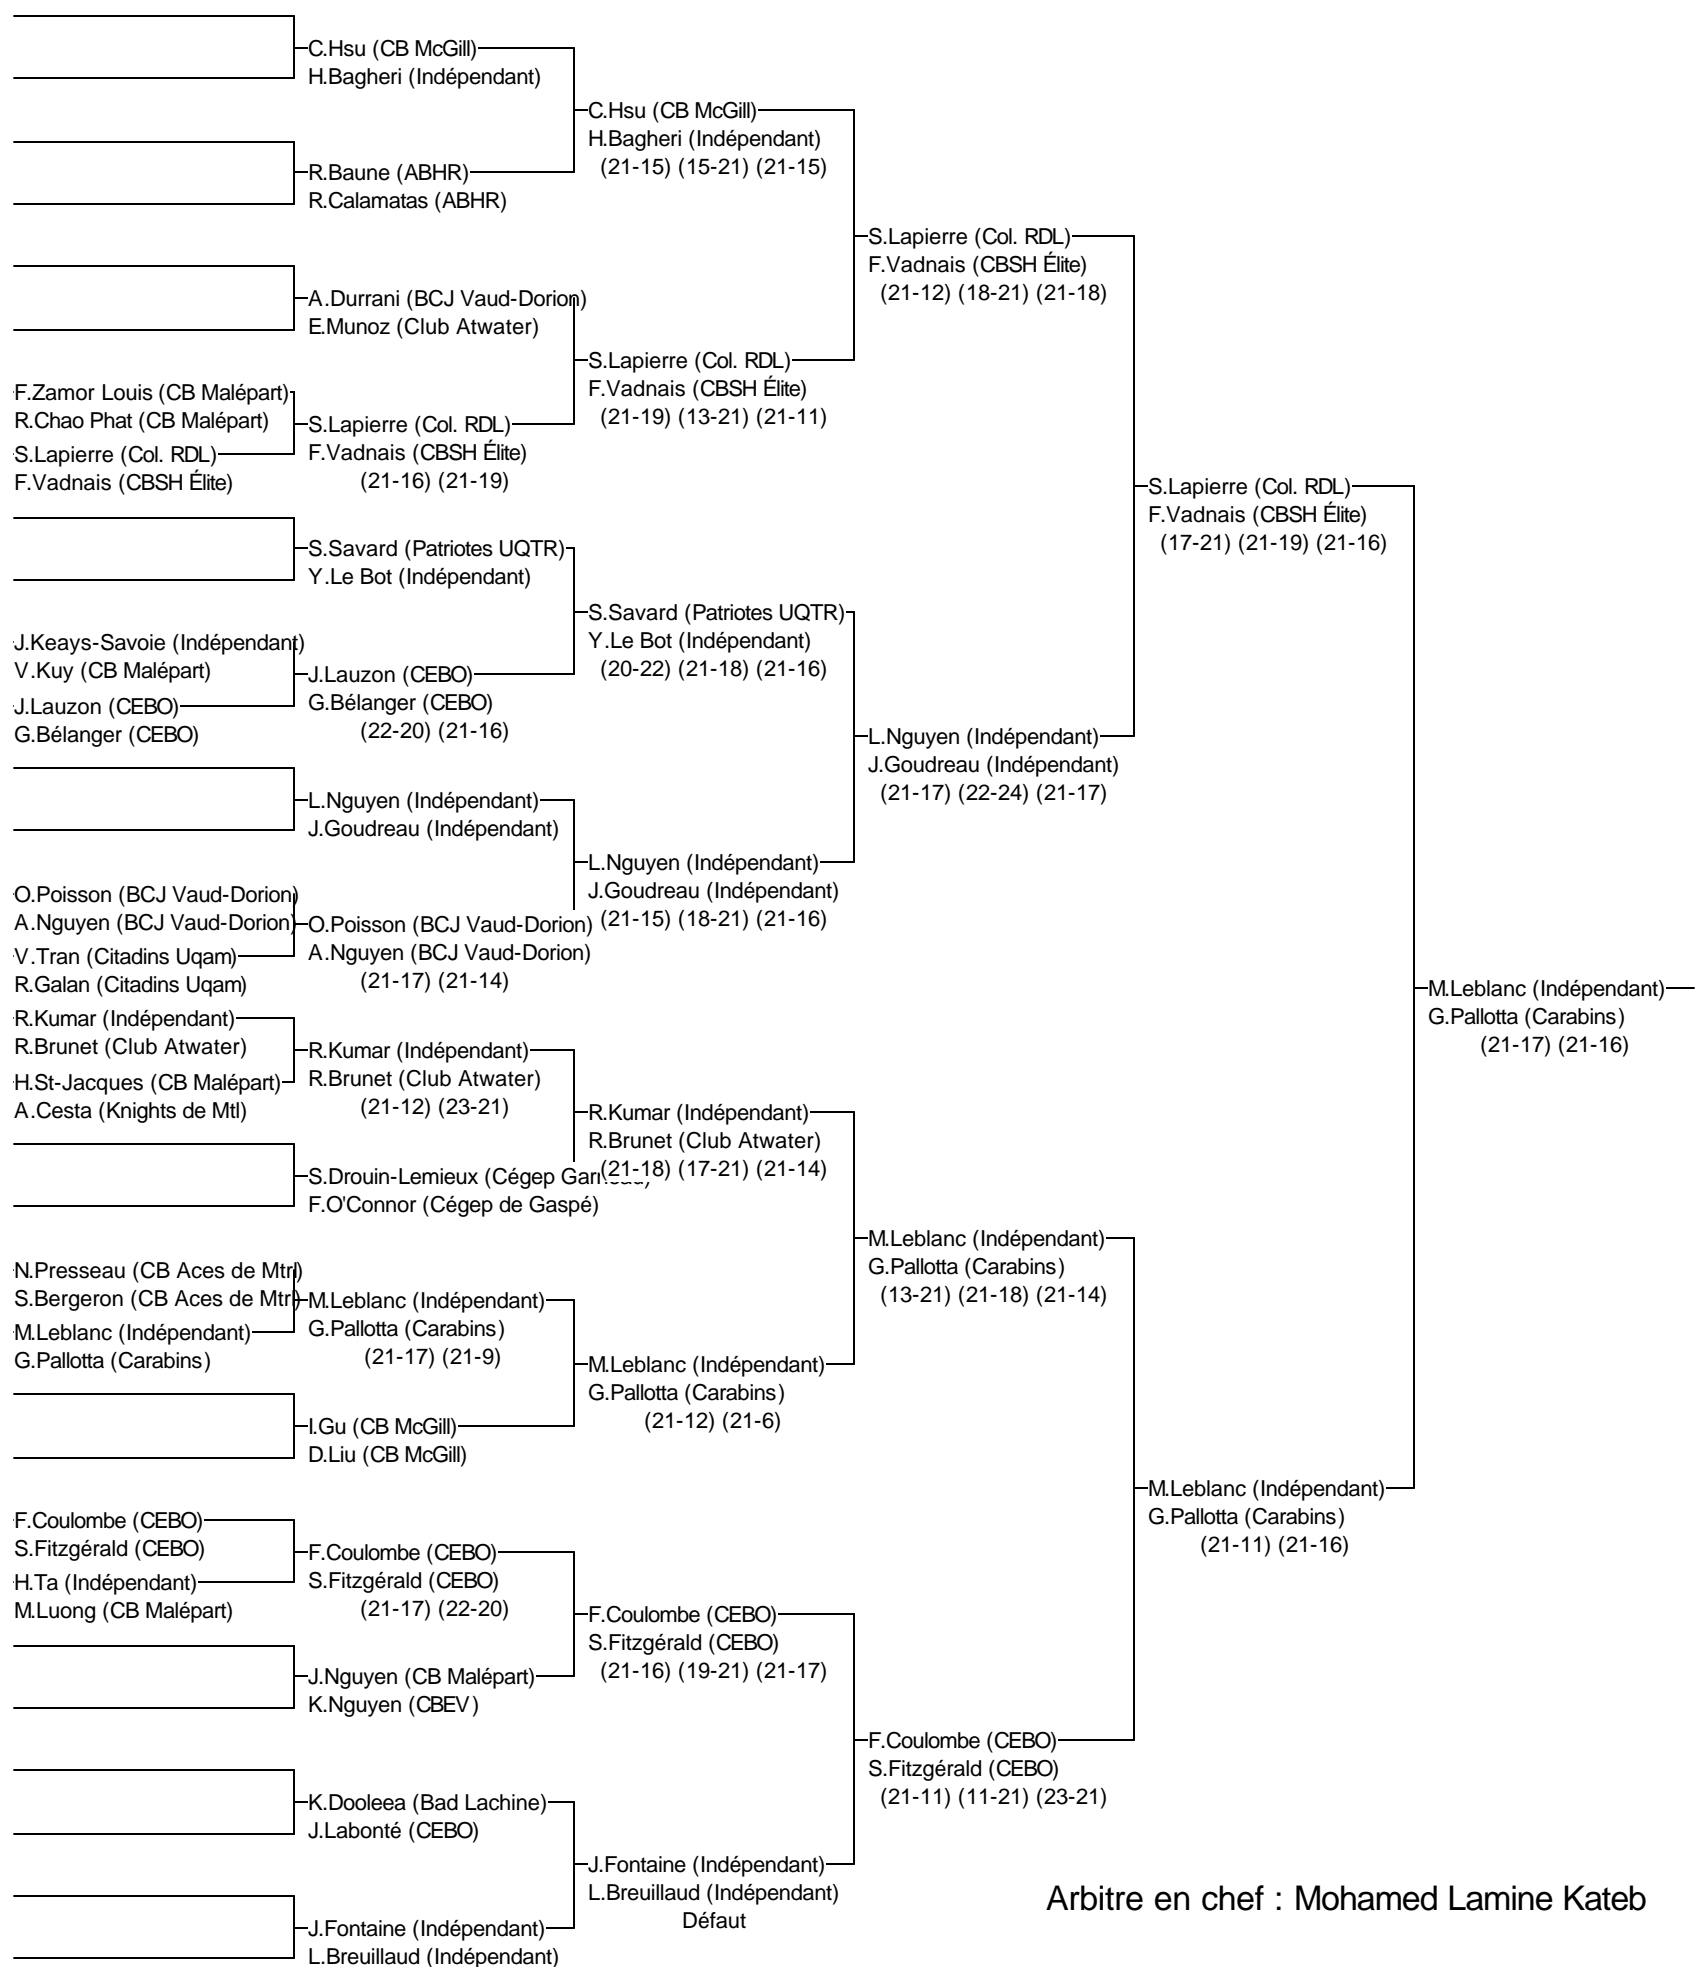 C.Hsu (CB McGill)
H.Bagheri (Indépendant)
C.Hsu (CB McGill)
H.Bagheri (Indépendant)
(21-15) (15-21) (21-15)
R.Baune (ABHR)
R.Calamatas (ABHR)
S.Lapierre (Col. RDL)
F.Vadnais (CBSH Élite)
(21-12) (18-21) (21-18)
A.Durrani (BCJ Vaud-Dorion)
E.Munoz (Club Atwater)
S.Lapierre (Col. RDL)
F.Vadnais (CBSH Élite)
(21-19) (13-21) (21-11)
F.Zamor Louis (CB Malépart)
R.Chao Phat (CB Malépart)
S.Lapierre (Col. RDL)
F.Vadnais (CBSH Élite)
S.Lapierre (Col. RDL)
F.Vadnais (CBSH Élite)
(21-16) (21-19)
S.Lapierre (Col. RDL)
F.Vadnais (CBSH Élite)
(17-21) (21-19) (21-16)
S.Savard (Patriotes UQTR)
Y.Le Bot (Indépendant)
S.Savard (Patriotes UQTR)
Y.Le Bot (Indépendant)
(20-22) (21-18) (21-16)
J.Keays-Savoie (Indépendant)
V.Kuy (CB Malépart)
J.Lauzon (CEBO)
G.Bélanger (CEBO)
J.Lauzon (CEBO)
G.Bélanger (CEBO)
(22-20) (21-16)
L.Nguyen (Indépendant)
J.Goudreau (Indépendant)
(21-17) (22-24) (21-17)
L.Nguyen (Indépendant)
J.Goudreau (Indépendant)
L.Nguyen (Indépendant)
J.Goudreau (Indépendant)
(21-15) (18-21) (21-16)
O.Poisson (BCJ Vaud-Dorion)
A.Nguyen (BCJ Vaud-Dorion)
V.Tran (Citadins Uqam)
R.Galan (Citadins Uqam)
O.Poisson (BCJ Vaud-Dorion)
A.Nguyen (BCJ Vaud-Dorion)
(21-17) (21-14)
M.Leblanc (Indépendant)
G.Pallotta (Carabins)
(21-17) (21-16)
R.Kumar (Indépendant)
R.Brunet (Club Atwater)
H.St-Jacques (CB Malépart)
A.Cesta (Knights de Mtl)
R.Kumar (Indépendant)
R.Brunet (Club Atwater)
(21-12) (23-21)
R.Kumar (Indépendant)
R.Brunet (Club Atwater)
(21-18) (17-21) (21-14)
S.Drouin-Lemieux (Cégep
F.O'Connor (Cégep de Gaspé)
M.Leblanc (Indépendant)
G.Pallotta (Carabins)
(13-21) (21-18) (21-14)
N.Presseau (CB Aces de Mtrl)
S.Bergeron (CB Aces de Mtrl)
M.Leblanc (Indépendant)
G.Pallotta (Carabins)
M.Leblanc (Indépendant)
G.Pallotta (Carabins)
(21-17) (21-9)
M.Leblanc (Indépendant)
G.Pallotta (Carabins)
(21-12) (21-6)
I.Gu (CB McGill)
D.Liu (CB McGill)
M.Leblanc (Indépendant)
G.Pallotta (Carabins)
(21-11) (21-16)
F.Coulombe (CEBO)
S.Fitzgérald (CEBO)
H.Ta (Indépendant)
M.Luong (CB Malépart)
F.Coulombe (CEBO)
S.Fitzgérald (CEBO)
(21-17) (22-20)
F.Coulombe (CEBO)
S.Fitzgérald (CEBO)
(21-16) (19-21) (21-17)
J.Nguyen (CB Malépart)
K.Nguyen (CBEV)
F.Coulombe (CEBO)
S.Fitzgérald (CEBO)
(21-11) (11-21) (23-21)
K.Dooleea (Bad Lachine)
J.Labonté (CEBO)
J.Fontaine (Indépendant)
L.Breuillaud (Indépendant)
Défaut
J.Fontaine (Indépendant)
L.Breuillaud (Indépendant)
Arbitre en chef : Mohamed Lamine Kateb